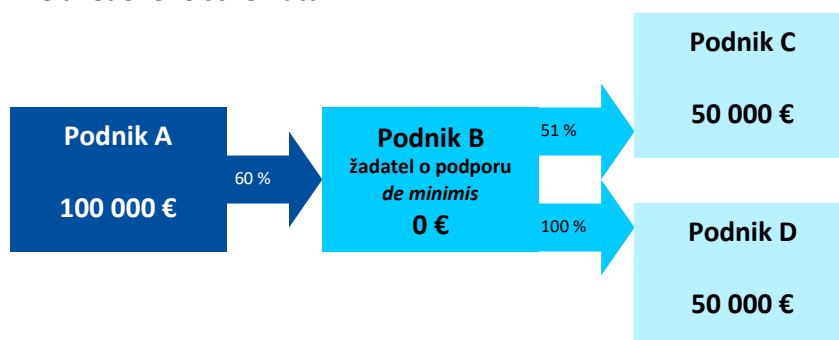 Podnik A
100 000 €
60 %
Podnik B
žadatel o podporu
de minimis
0 €
51 %
100 %
Podnik C
50 000 €
Podnik D
50 000 €